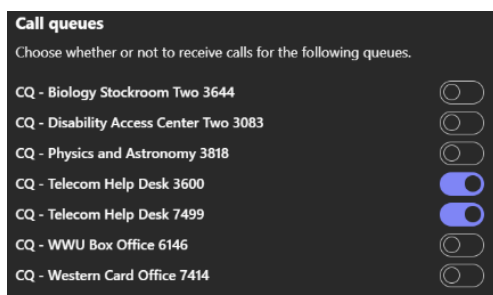 Call queues
Choose whether or not to receive calls for the following queues.
CQ - Biology Stockroom Two 3644
CQ - Disability Access Center Two 3083
CQ - Physics and Astronomy 3818
CQ - Telecom Help Desk 3600
CQ - Telecom Help Desk 7499
CQ - WWU Box Office 6146
CQ - Western Card Office 7414